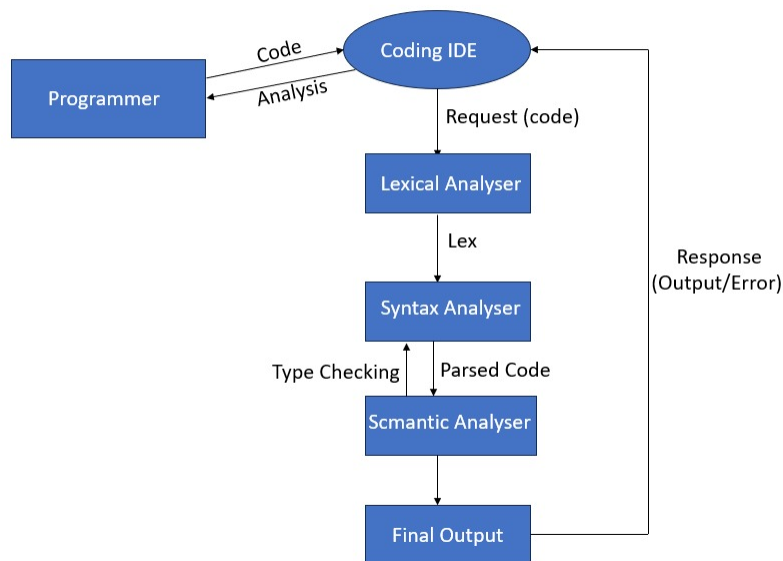 Code
Coding IDE
Programmer
Analysis
Request (code)
Lexical Analyser
Lex
Response
(Output/Error)
Syntax Analyser
Type Checking
Parsed Code
Scmantic Analyser
Final Output